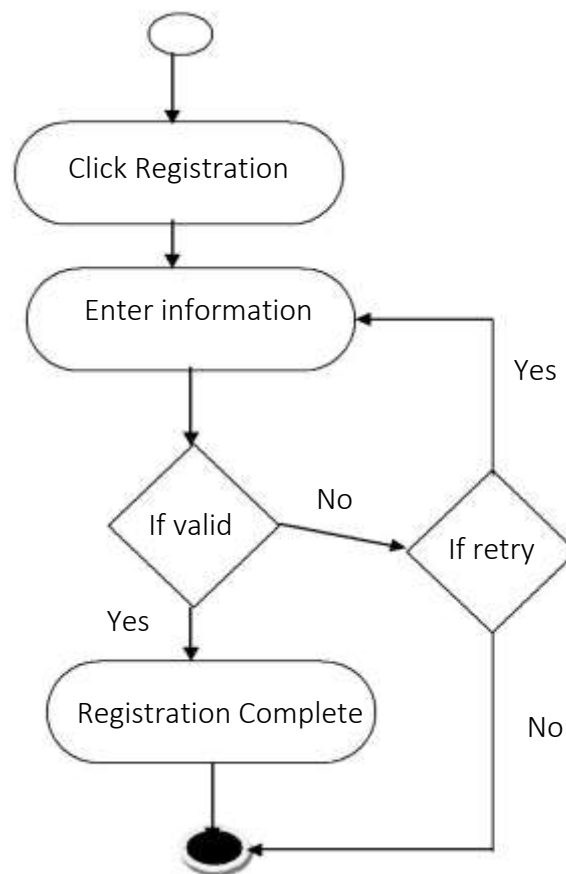 Click Registration
Enter information
Yes
No
If valid
If retry
Yes
Registration Complete
No